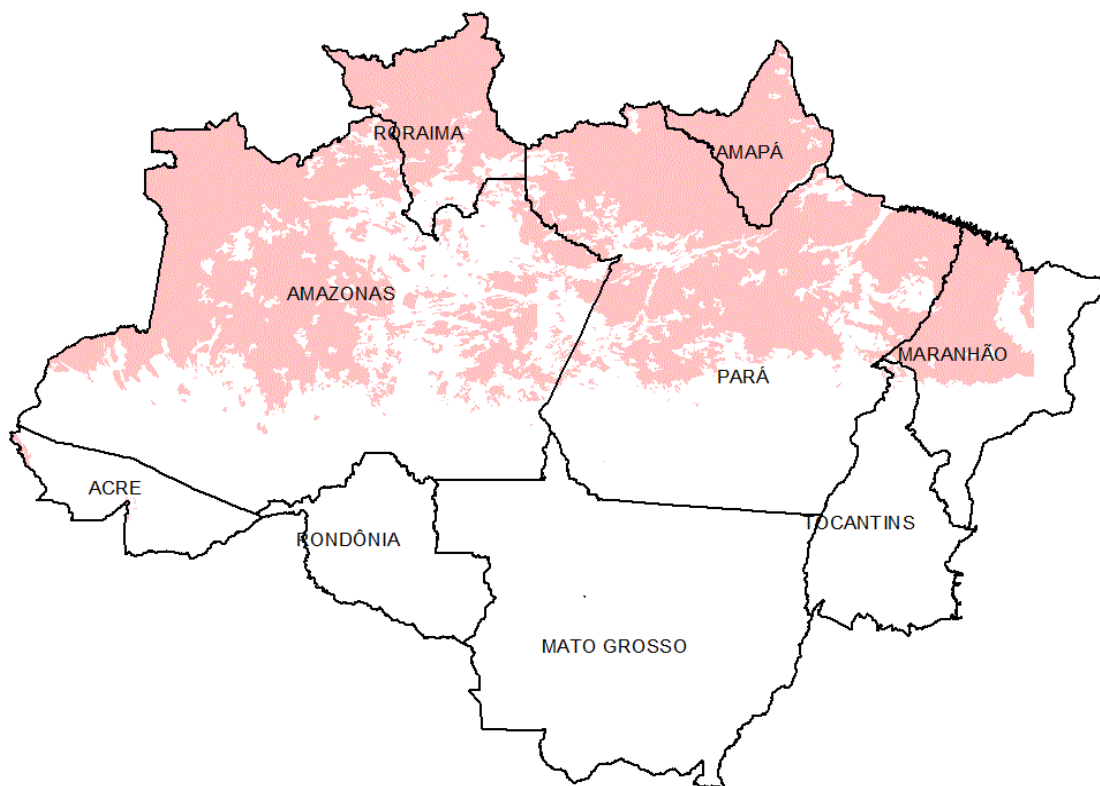 RORAIMA
AMAPÁ
AMAZONAS
MARANHÃO
PARÁ
ACRE
TOCANTINS
RONDÔNIA
MATO GROSSO